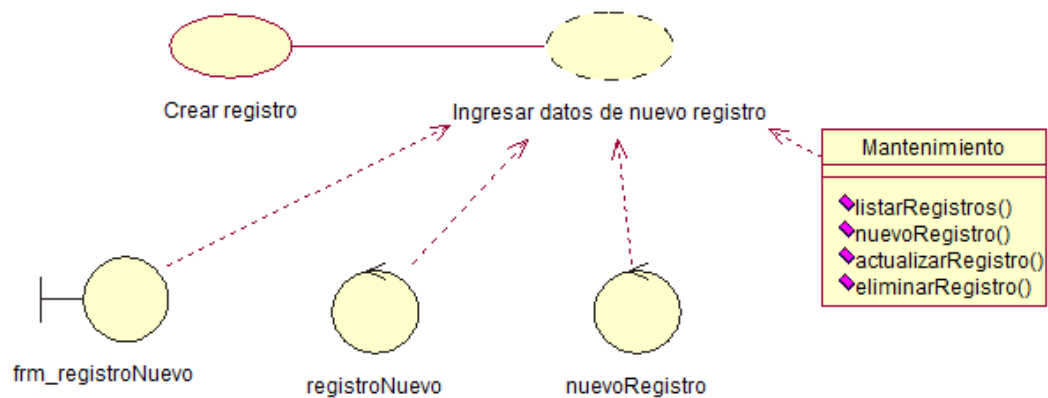 Crear registro
Ingresar datos de nuevo registro
Mantenimiento
listarRegistros()
nuevoRegistro()
actualizarRegistro()
eliminarRegistro()
frm_registroNuevo
registroNuevo
nuevoRegistro